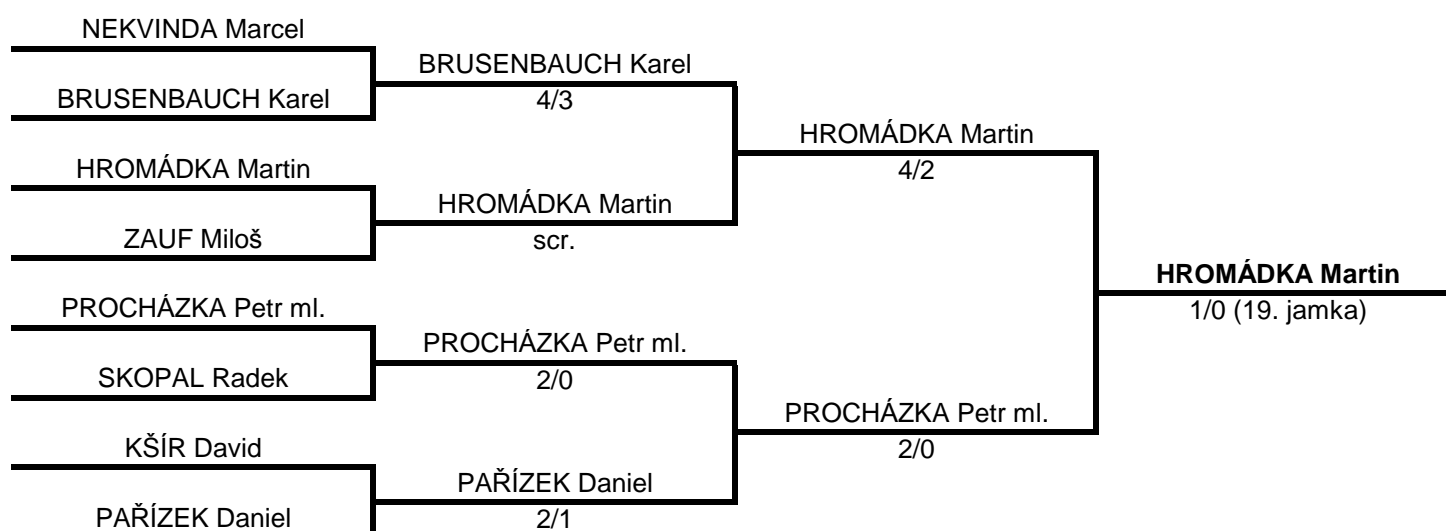 NEKVINDA Marcel
BRUSENBAUCH Karel
BRUSENBAUCH Karel
4/3
HROMÁDKA Martin
4/2
HROMÁDKA Martin
HROMÁDKA Martin
scr.
ZAUF Miloš
HROMÁDKA Martin
1/0 (19. jamka)
PROCHÁZKA Petr ml.
PROCHÁZKA Petr ml.
2/0
SKOPAL Radek
PROCHÁZKA Petr ml.
2/0
KŠÍR David
PAŘÍZEK Daniel
2/1
PAŘÍZEK Daniel